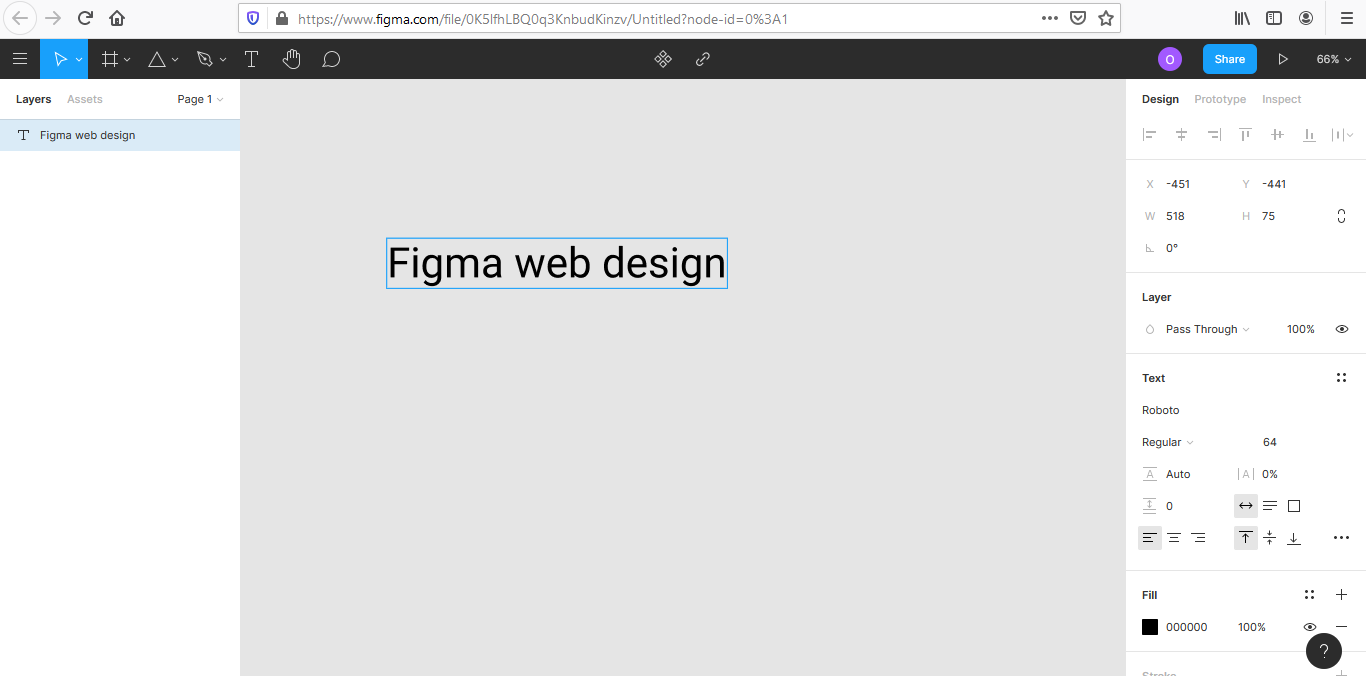 https://www.figma.com/file/0K5lfhLBQ0q3KnbudKinzv/Untitled?node-id=0%3A1
O
Share
66%
Layers Assets Page 1
Figma web design
Figma web design
Design Prototype Inspect
X -451 Y -441
W 518 H 75
0°
Layer
Pass Through 100%
Text
Roboto
Regular 64
A Auto |A| 0%
0
Fill
000000 100%
?
Stroke